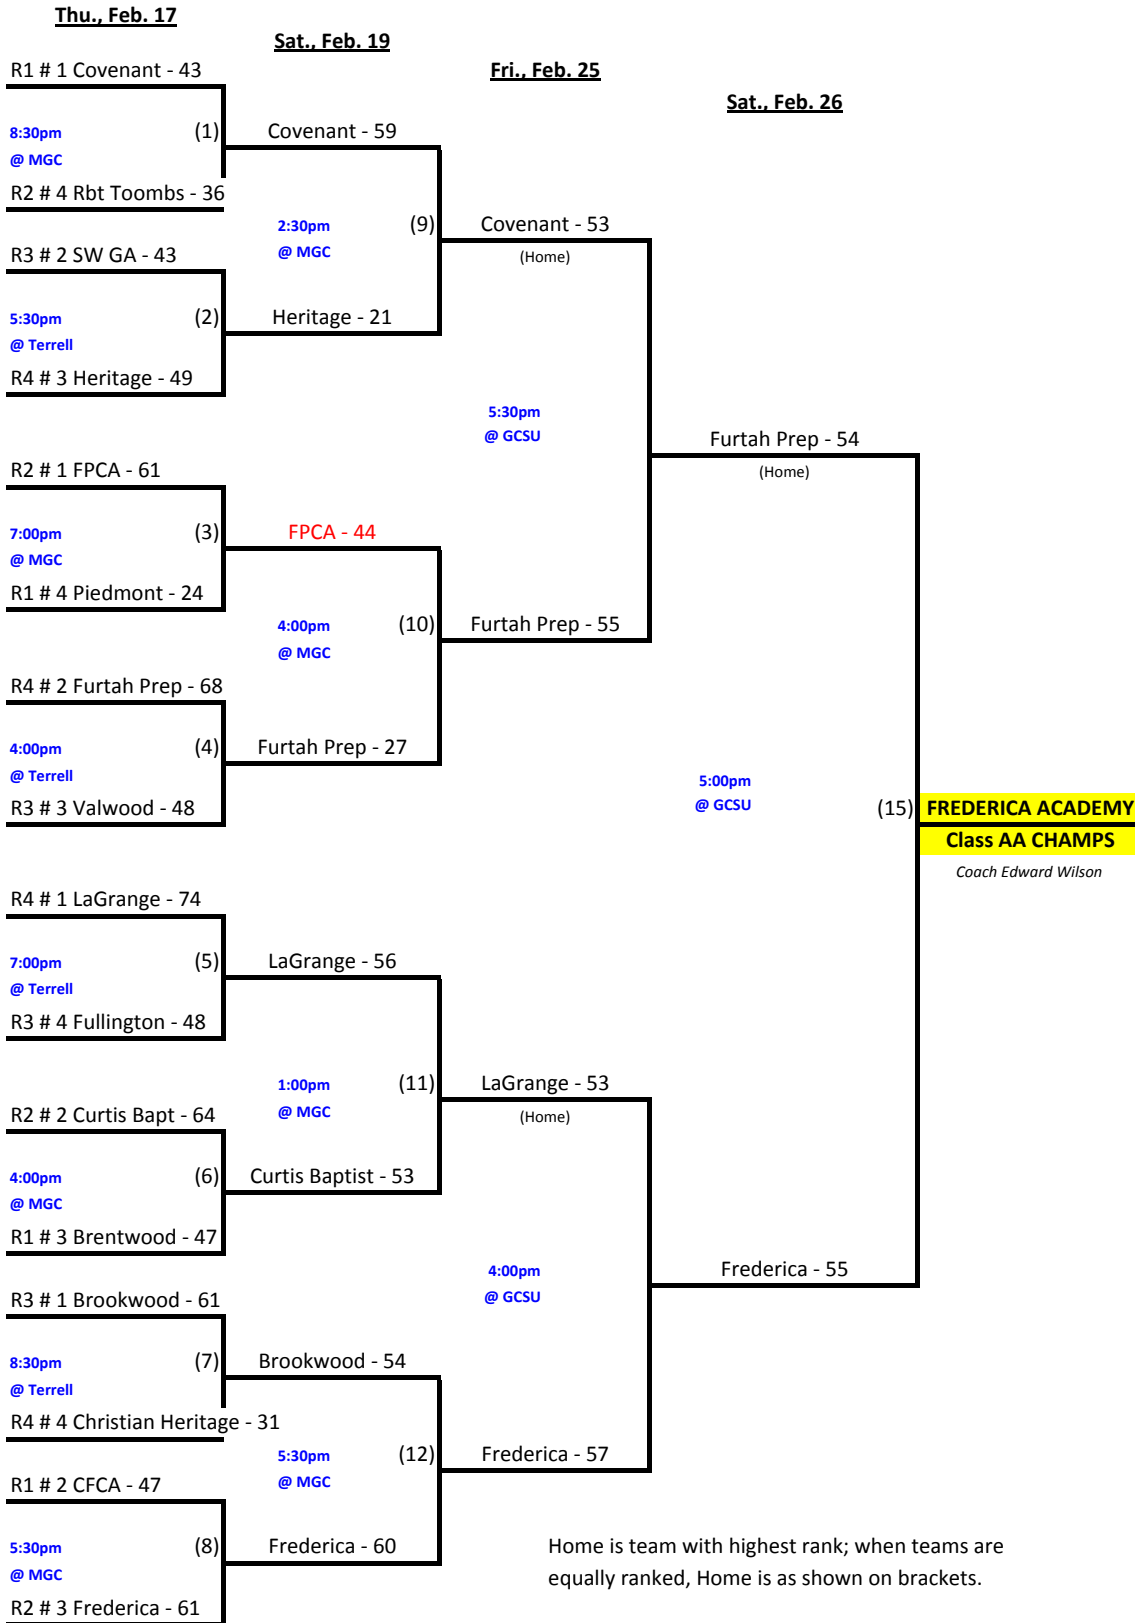 Thu., Feb. 17
Sat., Feb. 19
Fri., Feb. 25
Sat., Feb. 26
R1 # 1 Covenant - 43
8:30pm (1)
@ MGC
R2 # 4 Rbt Toombs - 36
R3 # 2 SW GA - 43
5:30pm (2)
@ Terrell
R4 # 3 Heritage - 49
R2 # 1 FPCA - 61
7:00pm (3)
@ MGC
R1 # 4 Piedmont - 24
R4 # 2 Furtah Prep - 68
4:00pm (4)
@ Terrell
R3 # 3 Valwood - 48
R4 # 1 LaGrange - 74
7:00pm (5)
@ Terrell
R3 # 4 Fullington - 48
R2 # 2 Curtis Bapt - 64
4:00pm (6)
@ MGC
R1 # 3 Brentwood - 47
R3 # 1 Brookwood - 61
8:30pm (7)
@ Terrell
R4 # 4 Christian Heritage - 31
R1 # 2 CFCA - 47
5:30pm (8)
@ MGC
R2 # 3 Frederica - 61
Covenant - 59
2:30pm (9)
@ MGC
Heritage - 21
FPCA - 44
4:00pm (10)
@ MGC
Furtah Prep - 27
LaGrange - 56
1:00pm (11)
@ MGC
Curtis Baptist - 53
Brookwood - 54
5:30pm (12)
@ MGC
Frederica - 60
Covenant - 53
(Home)
5:30pm
@ GCSU
Furtah Prep - 55
LaGrange - 53
(Home)
4:00pm
@ GCSU
Frederica - 57
Furtah Prep - 54
(Home)
5:00pm
@ GCSU (15)
Frederica - 55
FREDERICA ACADEMY
Class AA CHAMPS
Coach Edward Wilson
Home is team with highest rank; when teams are
equally ranked, Home is as shown on brackets.